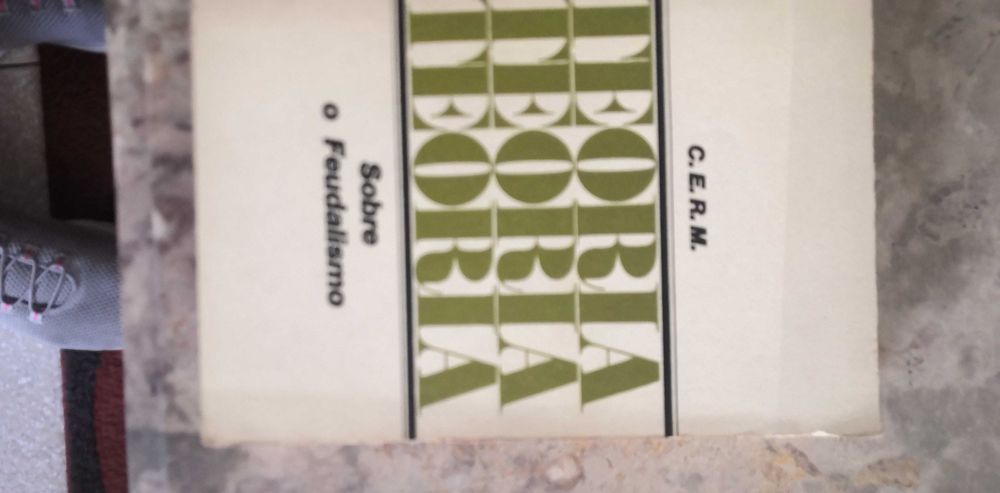 C.E.R.M.
TEORIA
TEORIA
TEORIA
Sobre
o Feudalismo